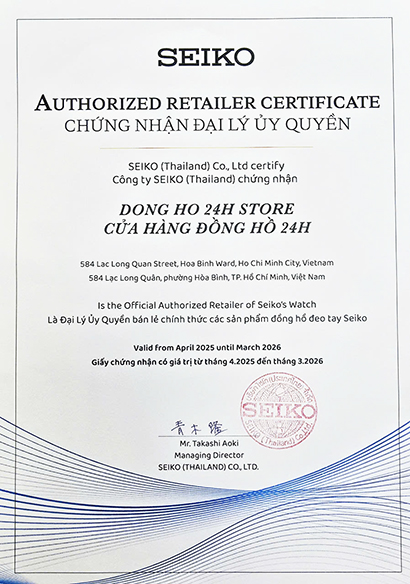 SEIKO
AUTHORIZED RETAILER CERTIFICATE
CHỨNG NHẬN ĐẠI LÝ ỦY QUYỀN
SEIKO (Thailand) Co., Ltd certify
Công ty SEIKO (Thailand) chứng nhận
DONG HO 24H STORE
CỬA HÀNG ĐỒNG HỒ 24H
584 Lac Long Quan Street, Hoa Binh Ward, Ho Chi Minh City, Vietnam
584 Lạc Long Quân, phường Hòa Bình, TP. Hồ Chí Minh, Việt Nam
Is the Official Authorized Retailer of Seiko's Watch
Là Đại Lý Ủy Quyền bán lẻ chính thức các sản phẩm đồng hồ đeo tay Seiko
Valid from April 2025 until March 2026
Giấy chứng nhận có giá trị từ tháng 4.2025 đến tháng 3.2026
青木
SEIKO
Mr. Takashi Aoki
Managing Director
SEIKO (THAILAND) CO., LTD.